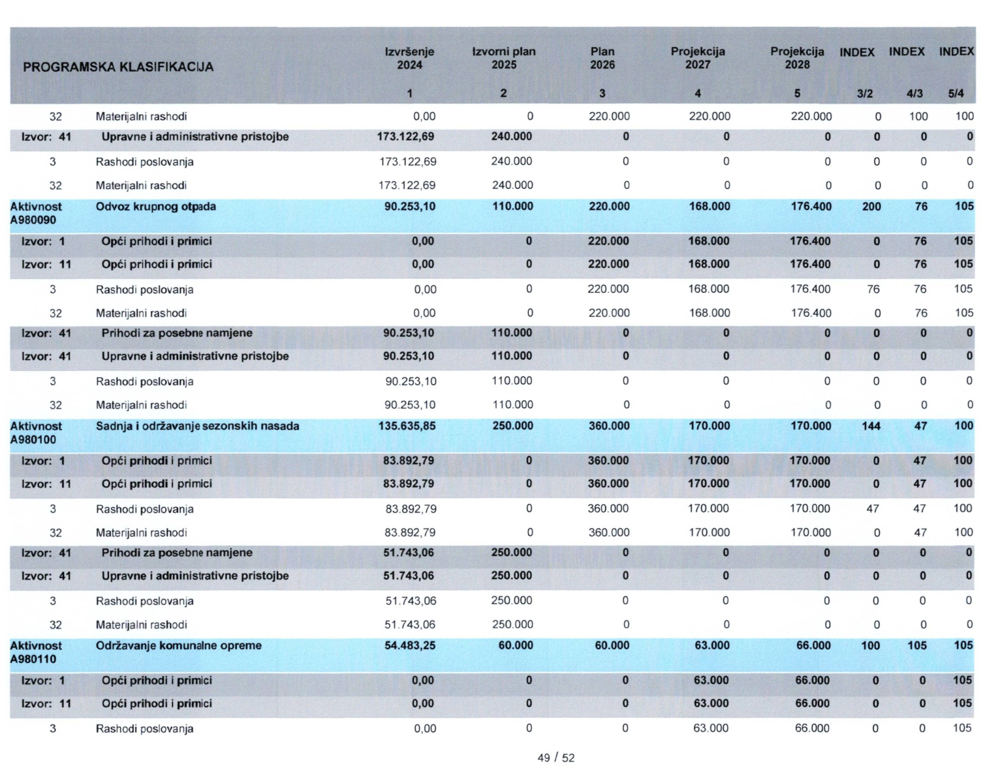 PROGRAMSKA KLASIFIKACIJA Izvršenje 2024 Izvorni plan 2025 Plan 2026 Projekcija 2027 Projekcija 2028 INDEX INDEX INDEX
1 2 3 4 5 3/2 4/3 5/4
32 Materijalni rashodi 0,00 0 220.000 220.000 220.000 0 100 100
Izvor: 41 Upravne i administrativne pristojbe 173.122,69 240.000 0 0 0 0 0 0
3 Rashodi poslovanja 173.122,69 240.000 0 0 0 0 0 0
32 Materijalni rashodi 173.122,69 240.000 0 0 0 0 0 0
Aktivnost A980090 Odvoz krupnog otpada 90.253,10 110.000 220.000 168.000 176.400 200 76 105
Izvor: 1 Opći prihodi i primici 0,00 0 220.000 168.000 176.400 0 76 105
Izvor: 11 Opći prihodi i primici 0,00 0 220.000 168.000 176.400 0 76 105
3 Rashodi poslovanja 0,00 0 220.000 168.000 176.400 76 76 105
32 Materijalni rashodi 0,00 0 220.000 168.000 176.400 0 76 105
Izvor: 41 Prihodi za posebne namjene 90.253,10 110.000 0 0 0 0 0 0
Izvor: 41 Upravne i administrativne pristojbe 90.253,10 110.000 0 0 0 0 0 0
3 Rashodi poslovanja 90.253,10 110.000 0 0 0 0 0 0
32 Materijalni rashodi 90.253,10 110.000 0 0 0 0 0 0
Aktivnost A980100 Sadnja i održavanje sezonskih nasada 135.635,85 250.000 360.000 170.000 170.000 144 47 100
Izvor: 1 Opći prihodi i primici 83.892,79 0 360.000 170.000 170.000 0 47 100
Izvor: 11 Opći prihodi i primici 83.892,79 0 360.000 170.000 170.000 0 47 100
3 Rashodi poslovanja 83.892,79 0 360.000 170.000 170.000 47 47 100
32 Materijalni rashodi 83.892,79 0 360.000 170.000 170.000 0 47 100
Izvor: 41 Prihodi za posebne namjene 51.743,06 250.000 0 0 0 0 0 0
Izvor: 41 Upravne i administrativne pristojbe 51.743,06 250.000 0 0 0 0 0 0
3 Rashodi poslovanja 51.743,06 250.000 0 0 0 0 0 0
32 Materijalni rashodi 51.743,06 250.000 0 0 0 0 0 0
Aktivnost A980110 Održavanje komunalne opreme 54.483,25 60.000 60.000 63.000 66.000 100 105 105
Izvor: 1 Opći prihodi i primici 0,00 0 0 63.000 66.000 0 0 105
Izvor: 11 Opći prihodi i primici 0,00 0 0 63.000 66.000 0 0 105
3 Rashodi poslovanja 0,00 0 0 63.000 66.000 0 0 105
49 / 52